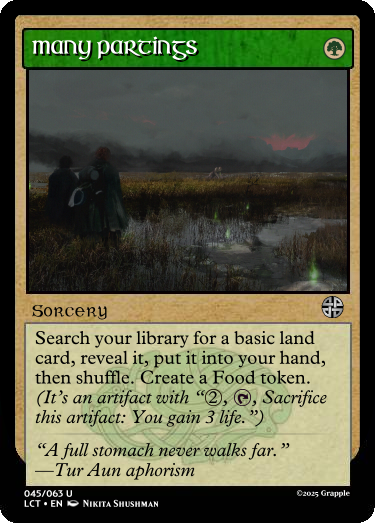 Many Partings
Sorcery
Search your library for a basic land
card, reveal it, put it into your hand,
then shuffle. Create a Food token.
(It's an artifact with “2, , Sacrifice
this artifact: You gain 3 life.”)
“A full stomach never walks far.”
—Tur Aun aphorism
045/063 U
LCT • EN Nikita Shushman
©2025 Grapple